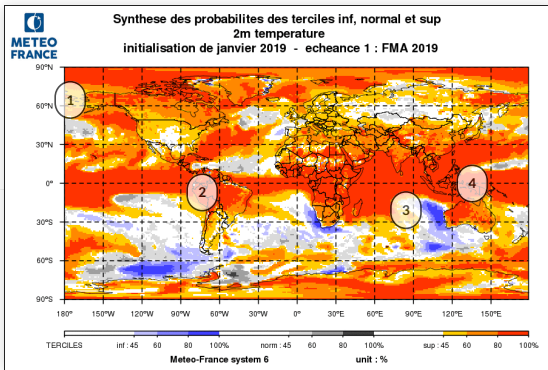 METEO
FRANCE
Synthese des probabilites des terciles inf, normal et sup
2m temperature
initialisation de janvier 2019 - echeance 1 : FMA 2019
90°N
60°N
30°N
0°
30°S
60°S
90°S
1
2
3
4
180° 150°W 120°W 90°W 60°W 30°W 0° 30°E 60°E 90°E 120°E 150°E
TERCILES inf : 45 60 80 100% norm : 45 60 80 100% sup : 45 60 80 100%
Meteo-France system 6 unit : %